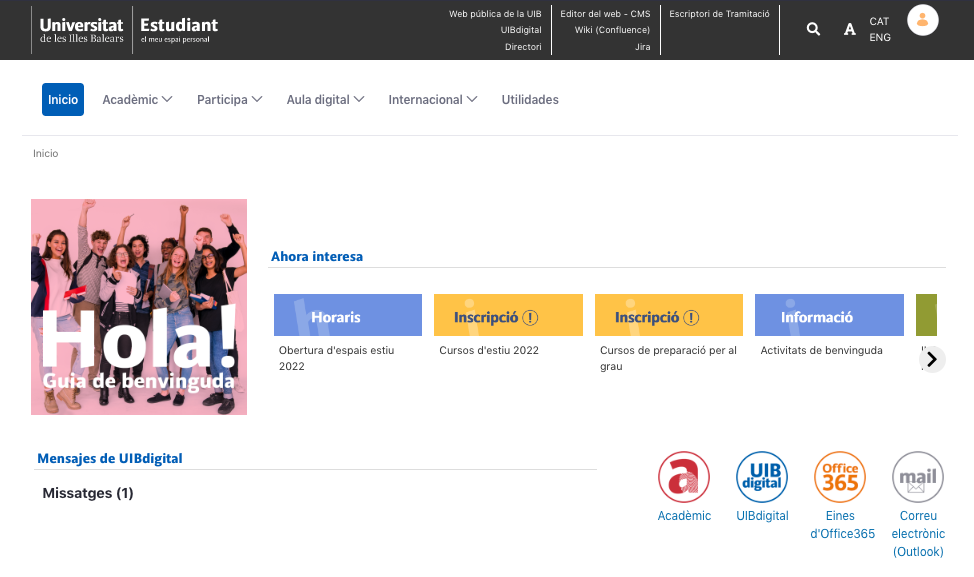 Universitat
de les Illes Balears
Estudiant
el meu espai personal
Web pública de la UIB
UIBdigital
Directori
Editor del web - CMS
Wiki (Confluence)
Jira
Escriptori de Tramitació
A
CAT
ENG
Inicio
Acadèmic
Participa
Aula digital
Internacional
Utilidades
Inicio
Hola!
Guia de benvinguda
Ahora interesa
Horaris
Obertura d'espais estiu
2022
Inscripció
Cursos d'estiu 2022
Inscripció
Cursos de preparació per al
grau
Informació
Activitats de benvinguda
Mensajes de UIBdigital
Missatges (1)
a
Acadèmic
UIB
digital
UIBdigital
Office
365
Eines
d'Office365
mail
Correu
electrònic
(Outlook)